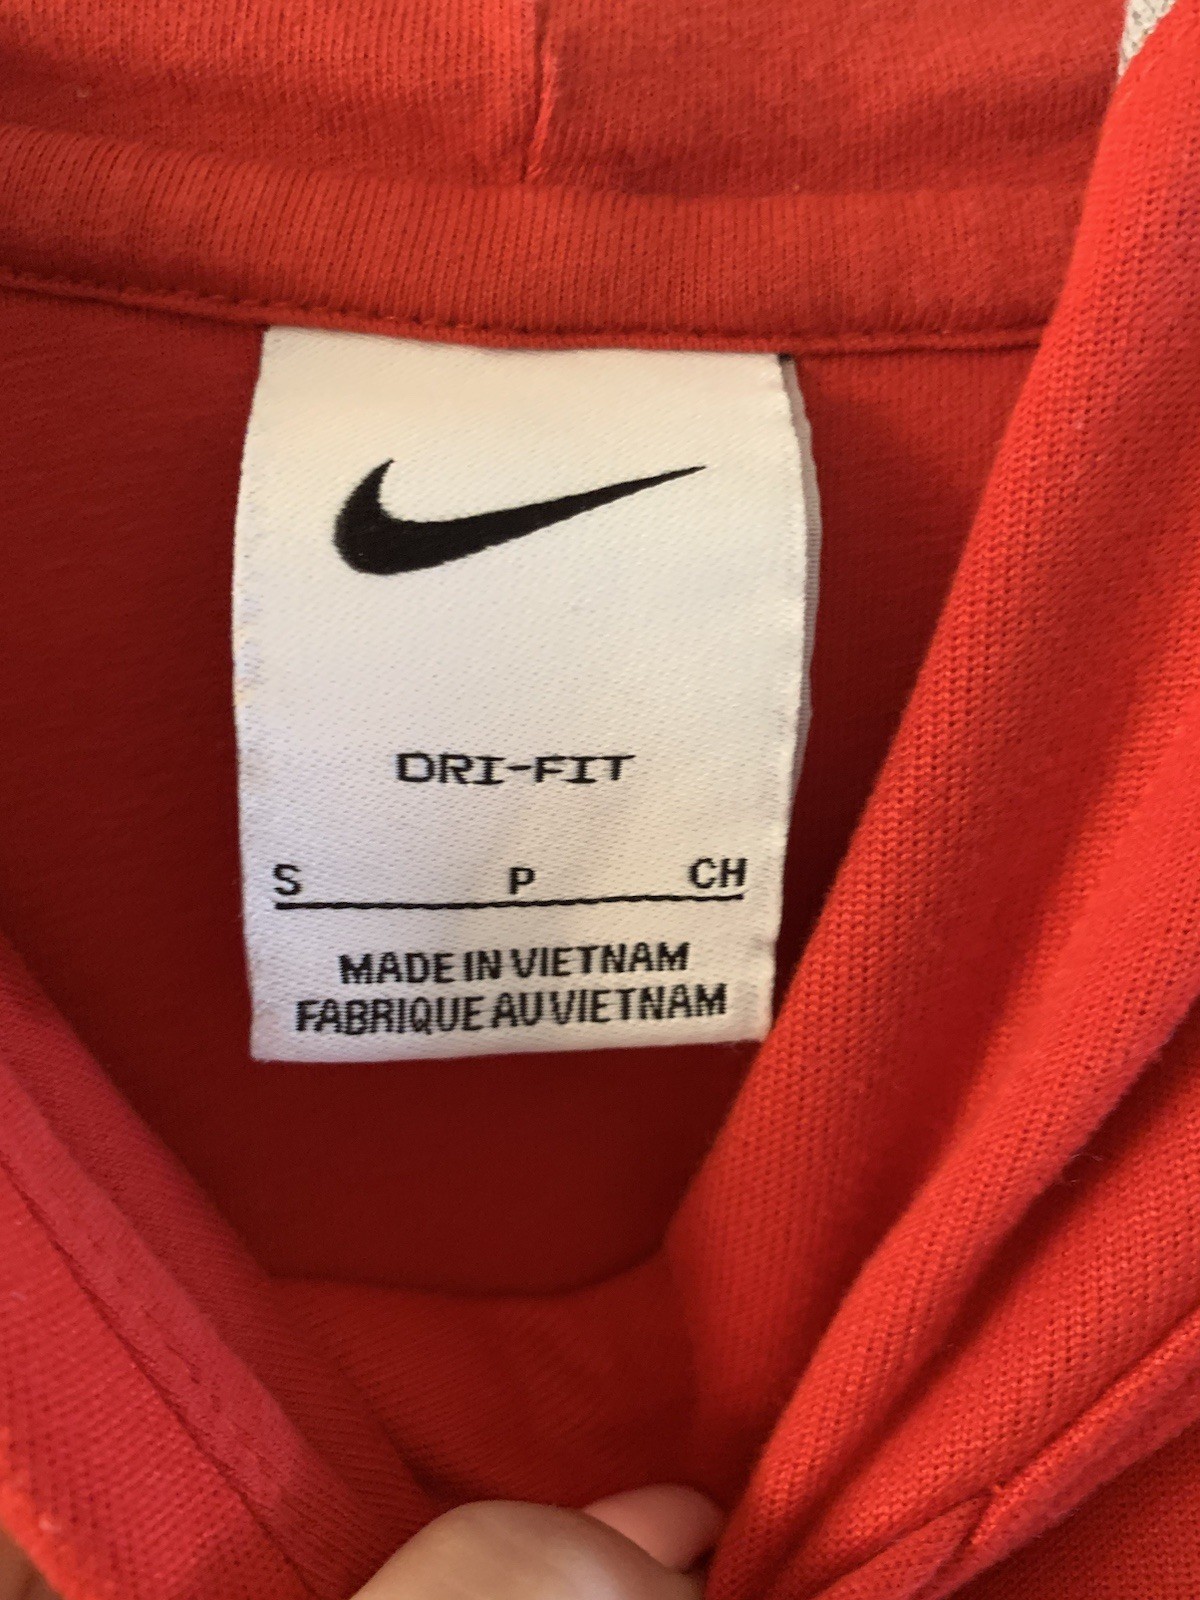 DRI-FIT
S P CH
MADE IN VIETNAM
FABRIQUE AU VIETNAM